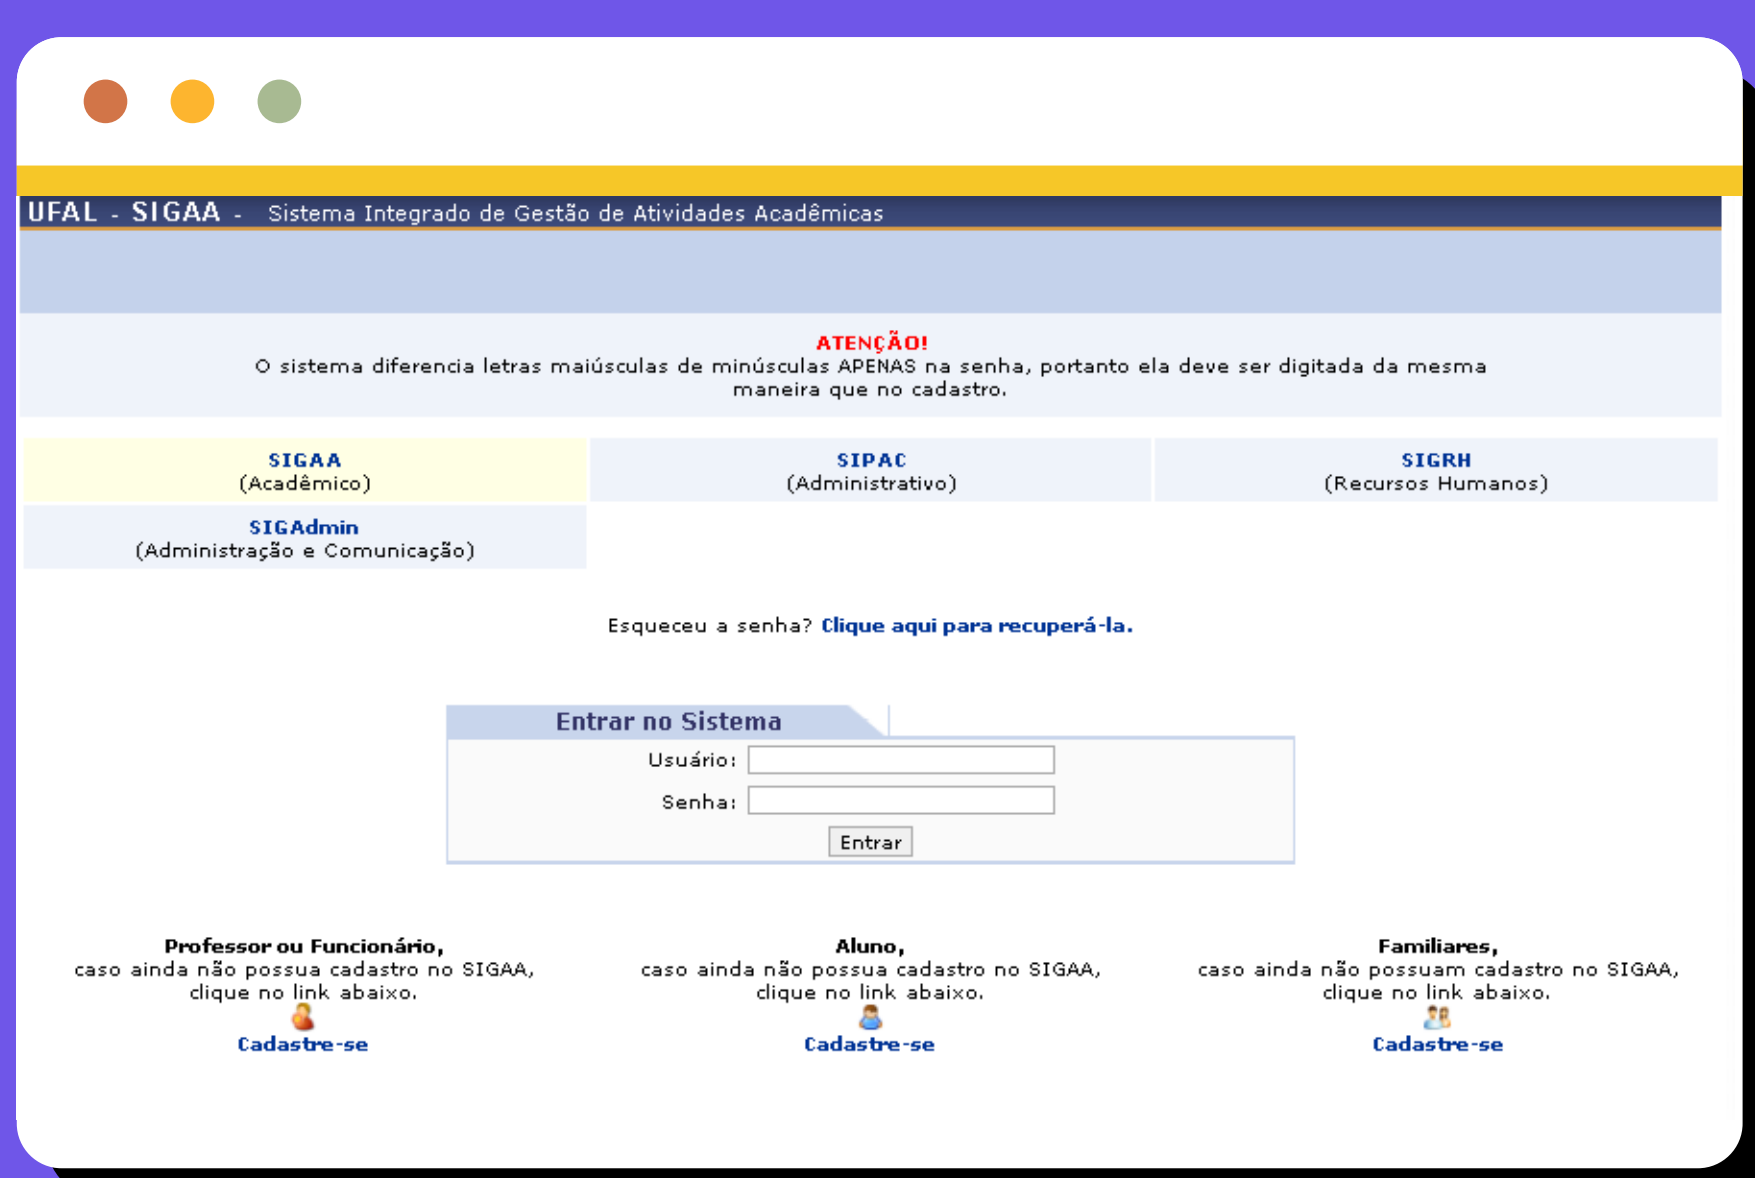 UFAL - SIGAA - Sistema Integrado de Gestão de Atividades Acadêmicas
ATENÇÃO!
O sistema diferencia letras maiúsculas de minúsculas APENAS na senha, portanto ela deve ser digitada da mesma
maneira que no cadastro.
SIGAA
(Acadêmico)
SIPAC
(Administrativo)
SIGRH
(Recursos Humanos)
SIGAdmin
(Administração e Comunicação)
Esqueceu a senha? Clique aqui para recuperá-la.
Entrar no Sistema
Usuário:
Senha:
Entrar
Professor ou Funcionário,
caso ainda não possua cadastro no SIGAA,
clique no link abaixo.
Cadastre-se
Aluno,
caso ainda não possua cadastro no SIGAA,
clique no link abaixo.
Cadastre-se
Familiares,
caso ainda não possuam cadastro no SIGAA,
clique no link abaixo.
Cadastre-se